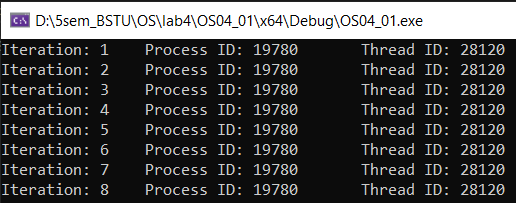 D:\5sem_BSTU\OS\lab4\OS04_01\x64\Debug\OS04_01.exe
Iteration: 1 Process ID: 19780 Thread ID: 28120
Iteration: 2 Process ID: 19780 Thread ID: 28120
Iteration: 3 Process ID: 19780 Thread ID: 28120
Iteration: 4 Process ID: 19780 Thread ID: 28120
Iteration: 5 Process ID: 19780 Thread ID: 28120
Iteration: 6 Process ID: 19780 Thread ID: 28120
Iteration: 7 Process ID: 19780 Thread ID: 28120
Iteration: 8 Process ID: 19780 Thread ID: 28120